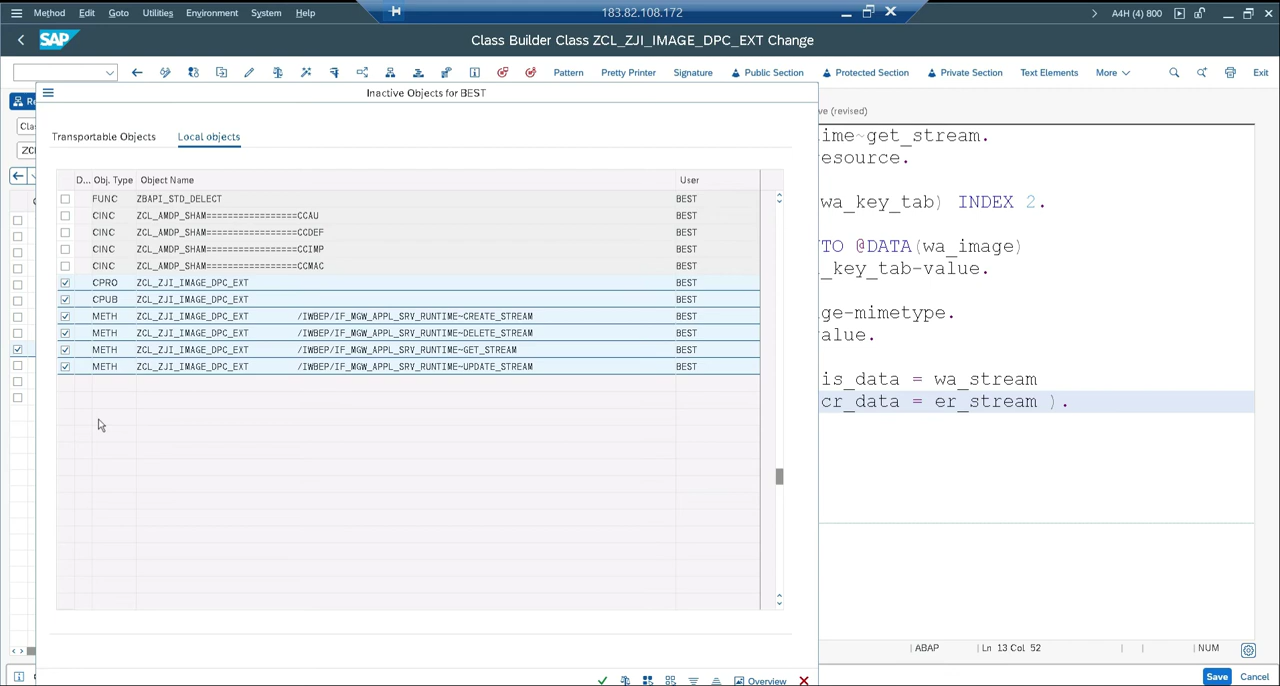 Method Edit Goto Utilities Environment System Help
183.82.108.172
A4H (4) 800
SAP
Class Builder Class ZCL_ZJI_IMAGE_DPC_EXT Change
Pattern Pretty Printer Signature Public Section Protected Section Private Section Text Elements More Exit
Inactive Objects for BEST
Transportable Objects Local objects
D... Obj. Type Object Name User
FUNC ZBAPI_STD_DELECT BEST
CINC ZCL_AMDP_SHAM=================CCAU BEST
CINC ZCL_AMDP_SHAM=================CCDEF BEST
CINC ZCL_AMDP_SHAM=================CCIMP BEST
CINC ZCL_AMDP_SHAM=================CCMAC BEST
CPRO ZCL_ZJI_IMAGE_DPC_EXT BEST
CPUB ZCL_ZJI_IMAGE_DPC_EXT BEST
METH ZCL_ZJI_IMAGE_DPC_EXT /IWBEP/IF_MGW_APPL_SRV_RUNTIME~CREATE_STREAM BEST
METH ZCL_ZJI_IMAGE_DPC_EXT /IWBEP/IF_MGW_APPL_SRV_RUNTIME~DELETE_STREAM BEST
METH ZCL_ZJI_IMAGE_DPC_EXT /IWBEP/IF_MGW_APPL_SRV_RUNTIME~GET_STREAM BEST
METH ZCL_ZJI_IMAGE_DPC_EXT /IWBEP/IF_MGW_APPL_SRV_RUNTIME~UPDATE_STREAM BEST
Overview
Re
Cla
ZC
ve (revised)
ime~get_stream.
esource.
wa_key_tab) INDEX 2.
TO @DATA(wa_image)
_key_tab-value.
ge-mimetype.
alue.
is_data = wa_stream
cr_data = er_stream ).
ABAP Ln 13 Col 52 NUM
Save Cancel